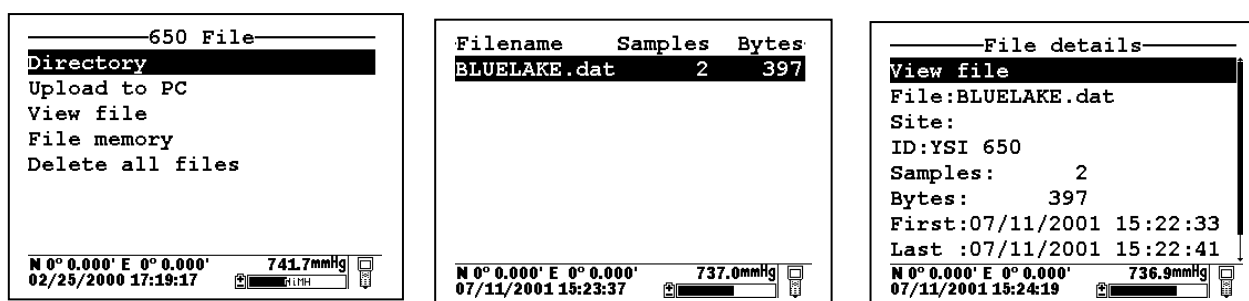 650 File
Directory
Upload to PC
View file
File memory
Delete all files
N 0° 0.000' E 0° 0.000' 741.7mmHg
02/25/2000 17:19:17 NiMH
Filename Samples Bytes
BLUELAKE.dat 2 397
N 0° 0.000' E 0° 0.000' 737.0mmHg
07/11/2001 15:23:37
File details
View file
File:BLUELAKE.dat
Site:
ID:YSI 650
Samples: 2
Bytes: 397
First:07/11/2001 15:22:33
Last :07/11/2001 15:22:41
N 0° 0.000' E 0° 0.000' 736.9mmHg
07/11/2001 15:24:19